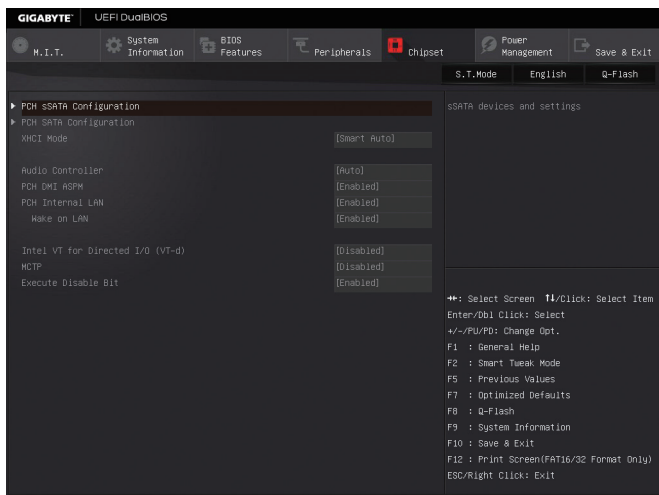 GIGABYTE™ UEFI DualBIOS
M.I.T.
System Information
BIOS Features
Peripherals
Chipset
Power Management
Save & Exit
S.T.Mode English Q-Flash
PCH sSATA Configuration
PCH SATA Configuration
XHCI Mode [Smart Auto]
Audio Controller [Auto]
PCH DMI ASPM [Enabled]
PCH Internal LAN [Enabled]
Wake on LAN [Enabled]
Intel VT for Directed I/O (VT-d) [Disabled]
MCTP [Disabled]
Execute Disable Bit [Enabled]
sSATA devices and settings
→←: Select Screen ↑↓/Click: Select Item
Enter/Dbl Click: Select
+/-/PU/PD: Change Opt.
F1 : General Help
F2 : Smart Tweak Mode
F5 : Previous Values
F7 : Optimized Defaults
F8 : Q-Flash
F9 : System Information
F10 : Save & Exit
F12 : Print Screen(FAT16/32 Format Only)
ESC/Right Click: Exit